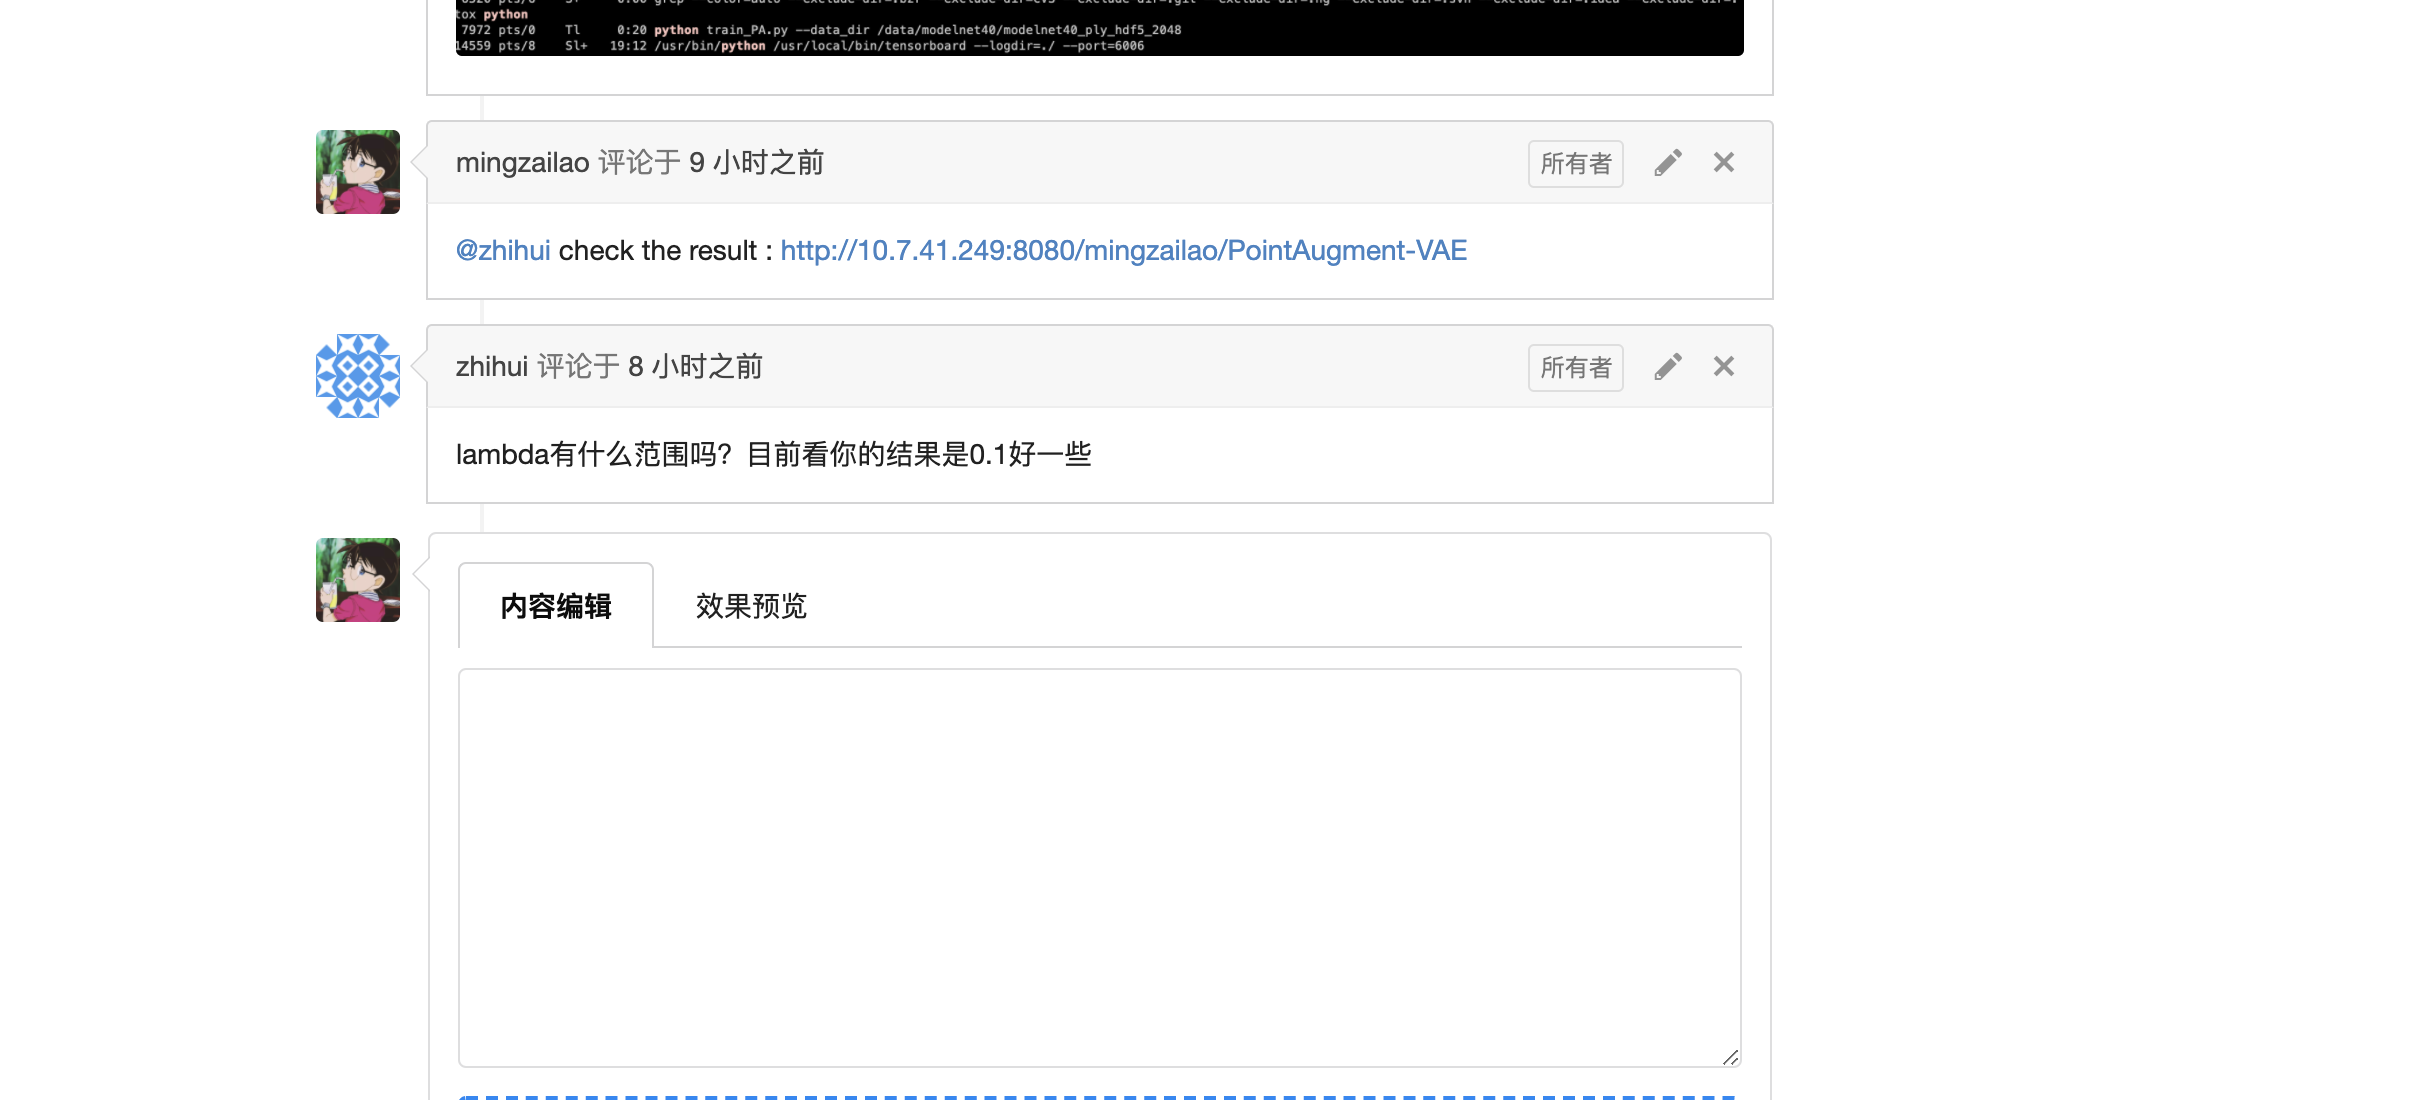 tox python
7972 pts/0 Tl 0:20 python train_PA.py --data_dir /data/modelnet40/modelnet40_ply_hdf5_2048
14559 pts/8 Sl+ 19:12 /usr/bin/python /usr/local/bin/tensorboard --logdir=./ --port=6006
mingzailao 评论于 9 小时之前 所有者
@zhihui check the result : http://10.7.41.249:8080/mingzailao/PointAugment-VAE
zhihui 评论于 8 小时之前 所有者
lambda有什么范围吗？目前看你的结果是0.1好一些
内容编辑 效果预览